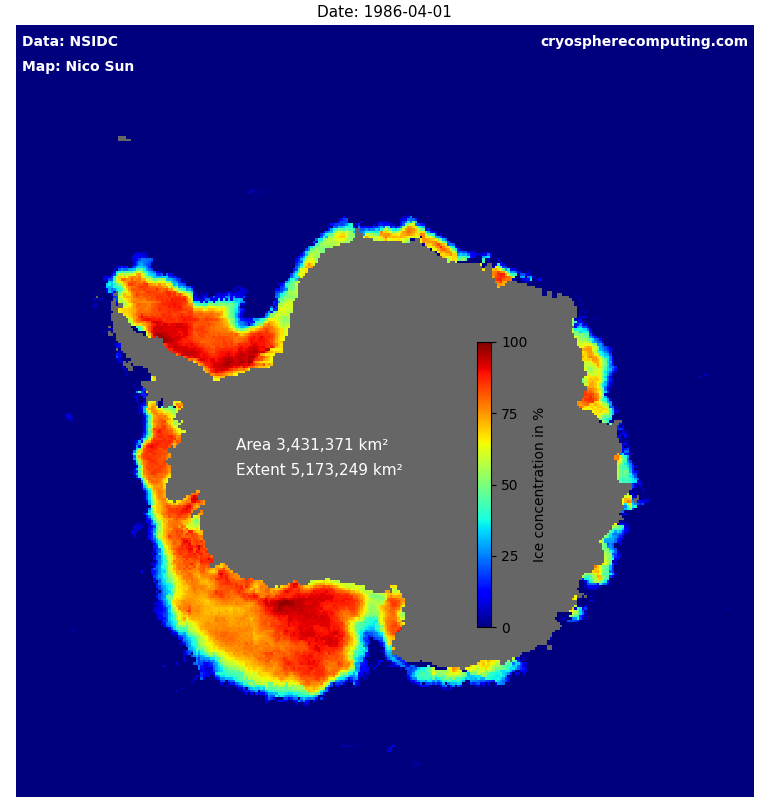 Date: 1986-04-01
Data: NSIDC
cryospherecomputing.com
Map: Nico Sun
100
75
50
25
0
Ice concentration in %
Area 3,431,371 km²
Extent 5,173,249 km²